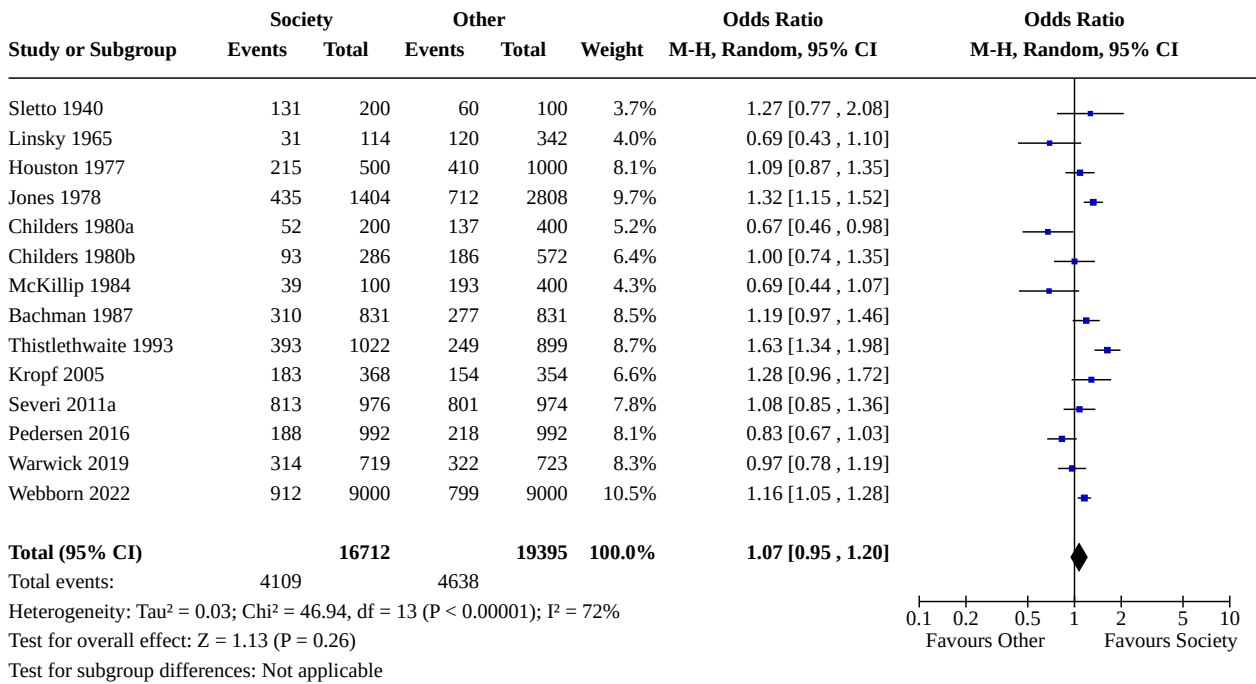 Society Other Odds Ratio Odds Ratio
Study or Subgroup Events Total Events Total Weight M-H, Random, 95% CI M-H, Random, 95% CI
Sletto 1940 131 200 60 100 3.7% 1.27 [0.77 , 2.08]
Linsky 1965 31 114 120 342 4.0% 0.69 [0.43 , 1.10]
Houston 1977 215 500 410 1000 8.1% 1.09 [0.87 , 1.35]
Jones 1978 435 1404 712 2808 9.7% 1.32 [1.15 , 1.52]
Childers 1980a 52 200 137 400 5.2% 0.67 [0.46 , 0.98]
Childers 1980b 93 286 186 572 6.4% 1.00 [0.74 , 1.35]
McKillip 1984 39 100 193 400 4.3% 0.69 [0.44 , 1.07]
Bachman 1987 310 831 277 831 8.5% 1.19 [0.97 , 1.46]
Thistlethwaite 1993 393 1022 249 899 8.7% 1.63 [1.34 , 1.98]
Kropf 2005 183 368 154 354 6.6% 1.28 [0.96 , 1.72]
Severi 2011a 813 976 801 974 7.8% 1.08 [0.85 , 1.36]
Pedersen 2016 188 992 218 992 8.1% 0.83 [0.67 , 1.03]
Warwick 2019 314 719 322 723 8.3% 0.97 [0.78 , 1.19]
Webborn 2022 912 9000 799 9000 10.5% 1.16 [1.05 , 1.28]
Total (95% CI) 16712 19395 100.0% 1.07 [0.95 , 1.20]
Total events: 4109 4638
Heterogeneity: Tau² = 0.03; Chi² = 46.94, df = 13 (P < 0.00001); I² = 72%
0.1 0.2 0.5 1 2 5 10
Test for overall effect: Z = 1.13 (P = 0.26)
Favours Other Favours Society
Test for subgroup differences: Not applicable